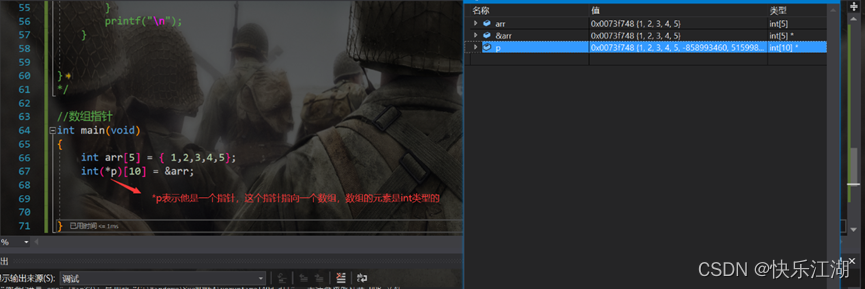 55 }
56 printf("\n");
57 }
58
59
60 }
61 */
62
63 //数组指针
64 int main(void)
65 {
66 int arr[5] = { 1,2,3,4,5};
67 int(*p)[10] = &arr;
68
69 *p表示他是一个指针，这个指针指向一个数组，数组的元素是int类型的
70
71 } 已用时间 <= 1ms
名称 值 类型
arr 0x0073f748 {1, 2, 3, 4, 5} int[5]
&arr 0x0073f748 {1, 2, 3, 4, 5} int[5] *
p 0x0073f748 {1, 2, 3, 4, 5, -858993460, 515998... int[10] *
%
出
示输出来源(S): 调试
CSDN @快乐江湖